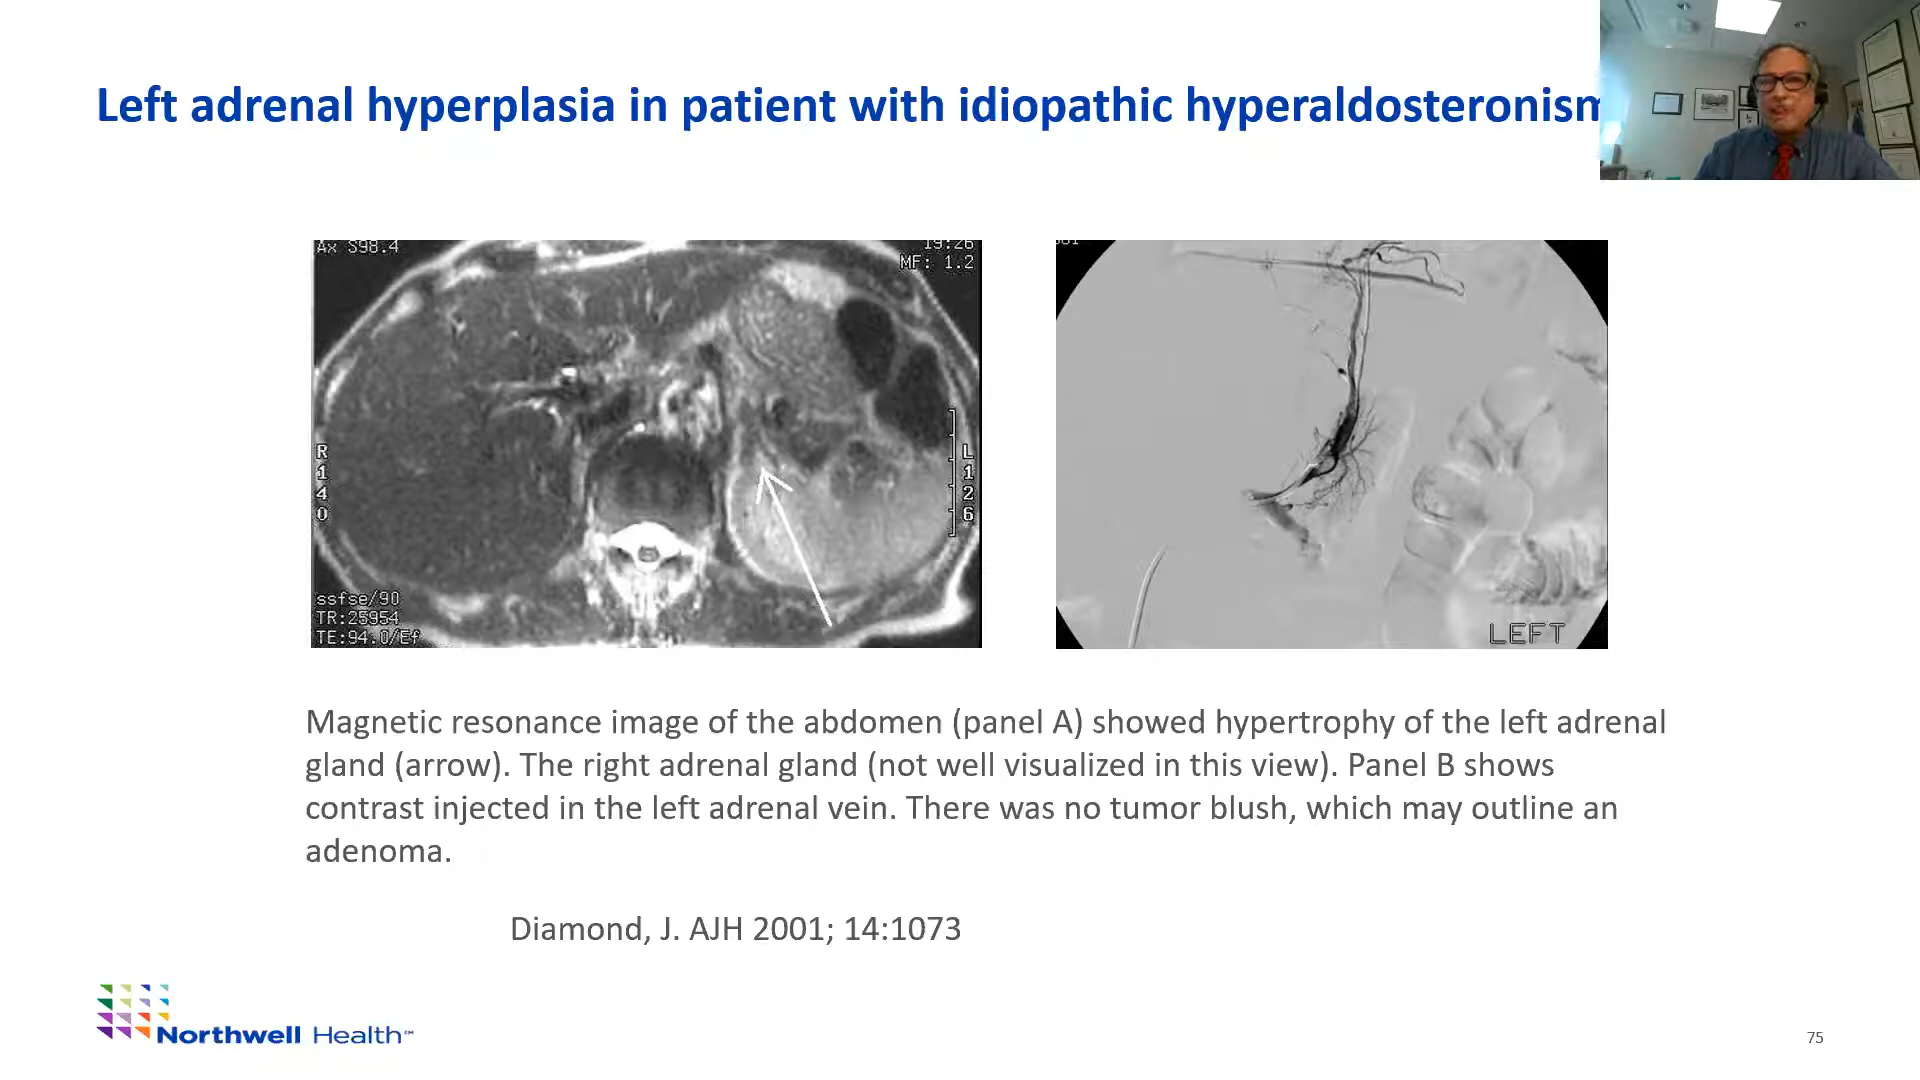 Left adrenal hyperplasia in patient with idiopathic hyperaldosteronism
Ax S98.4
19:26
MF: 1.2
R
1
4
0
L
1
2
6
ssfse/90
TR:25954
TE:94.0/Ef
LEFT
Magnetic resonance image of the abdomen (panel A) showed hypertrophy of the left adrenal
gland (arrow). The right adrenal gland (not well visualized in this view). Panel B shows
contrast injected in the left adrenal vein. There was no tumor blush, which may outline an
adenoma.
Diamond, J. AJH 2001; 14:1073
Northwell Health℠
75